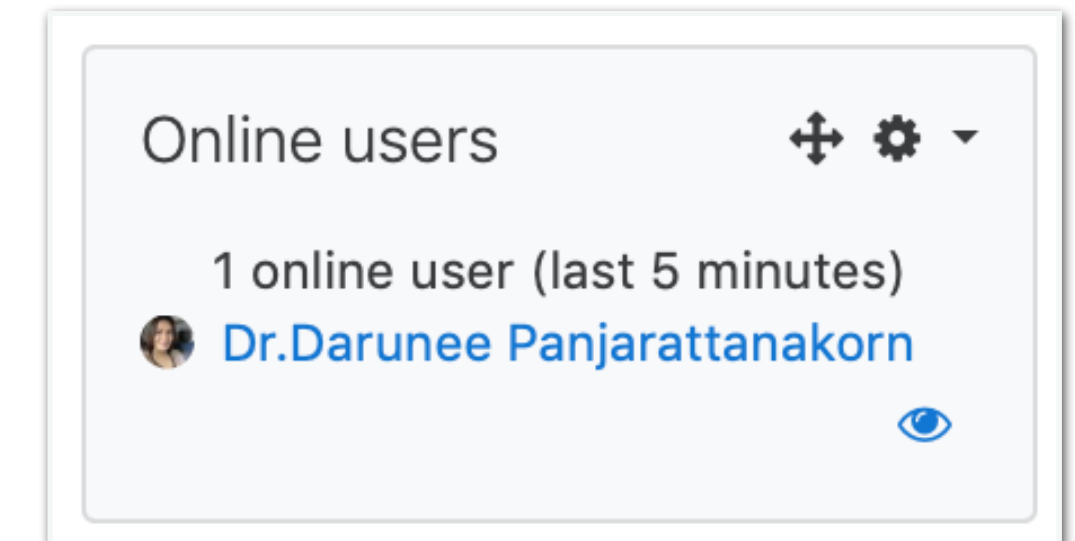 Online users
1 online user (last 5 minutes)
Dr.Darunee Panjarattanakorn